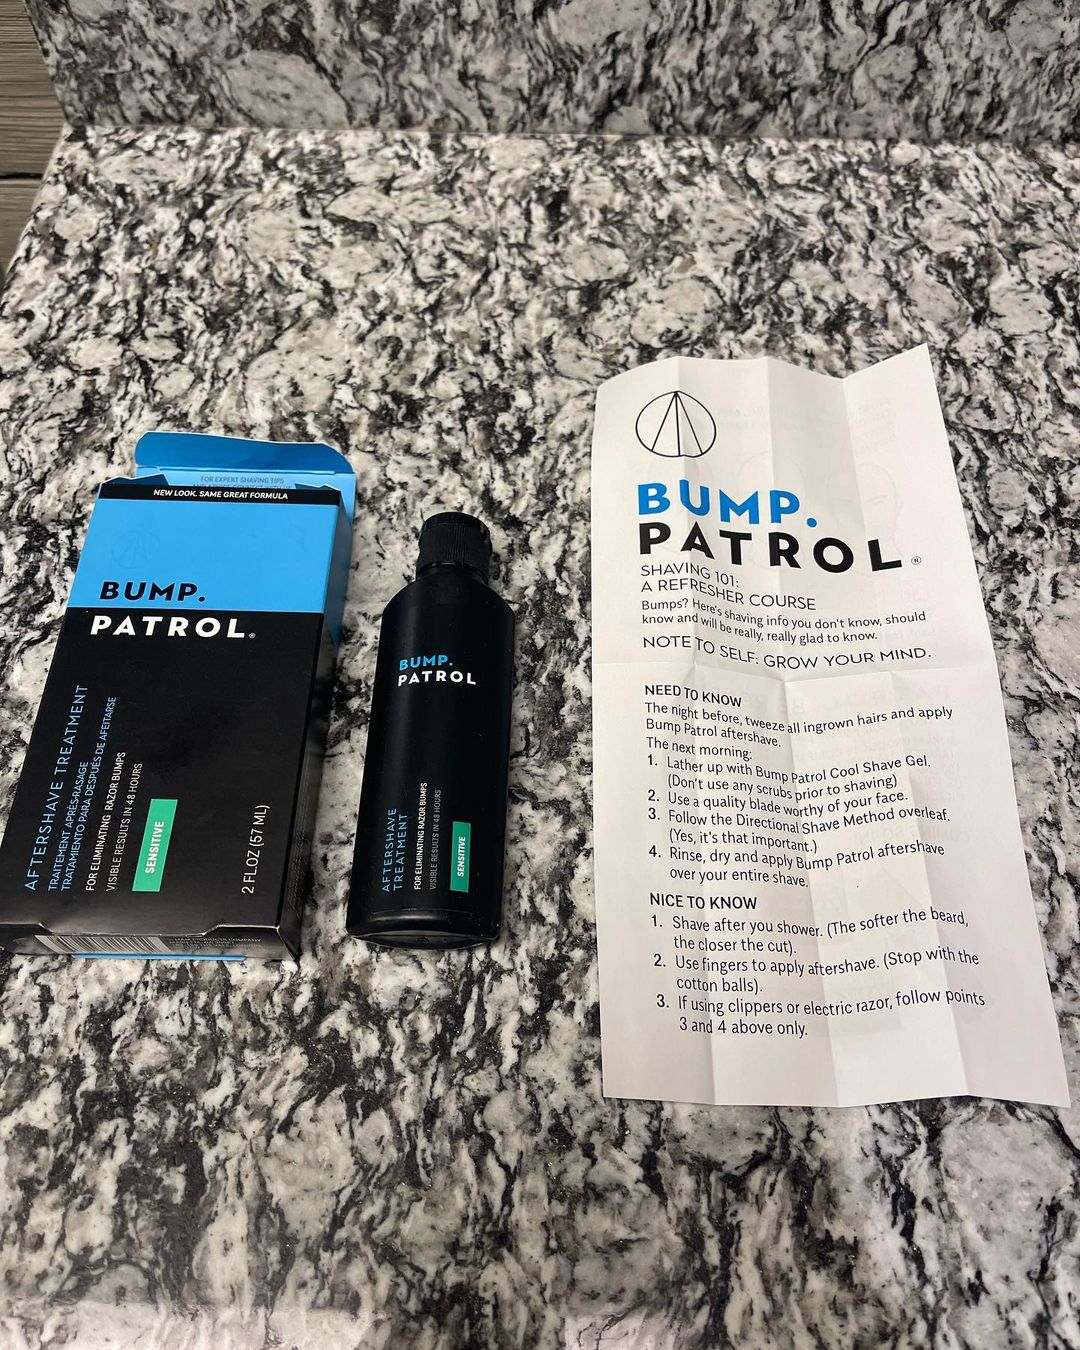 FOR EXPERT SHAVING TIPS
NEW LOOK. SAME GREAT FORMULA
BUMP.
PATROL®
AFTERSHAVE TREATMENT
TRAITEMENT APRÈS-RASAGE
TRATAMIENTO PARA DESPUÉS DE AFEITARSE
FOR ELIMINATING RAZOR BUMPS
VISIBLE RESULTS IN 48 HOURS
SENSITIVE
2 FL.OZ (57 ML)
BUMP.
PATROL
AFTERSHAVE
TREATMENT
FOR ELIMINATING RAZOR BUMPS
VISIBLE RESULTS IN 48 HOURS
SENSITIVE
BUMP.
PATROL®
SHAVING 101:
A REFRESHER COURSE
Bumps? Here's shaving info you don't know, should
know and will be really, really glad to know.
NOTE TO SELF: GROW YOUR MIND.
NEED TO KNOW
The night before, tweeze all ingrown hairs and apply
Bump Patrol aftershave.
The next morning:
1. Lather up with Bump Patrol Cool Shave Gel.
(Don't use any scrubs prior to shaving)
2. Use a quality blade worthy of your face.
3. Follow the Directional Shave Method overleaf.
(Yes, it's that important.)
4. Rinse, dry and apply Bump Patrol aftershave
over your entire shave.
NICE TO KNOW
1. Shave after you shower. (The softer the beard,
the closer the cut).
2. Use fingers to apply aftershave. (Stop with the
cotton balls).
3. If using clippers or electric razor, follow points
3 and 4 above only.